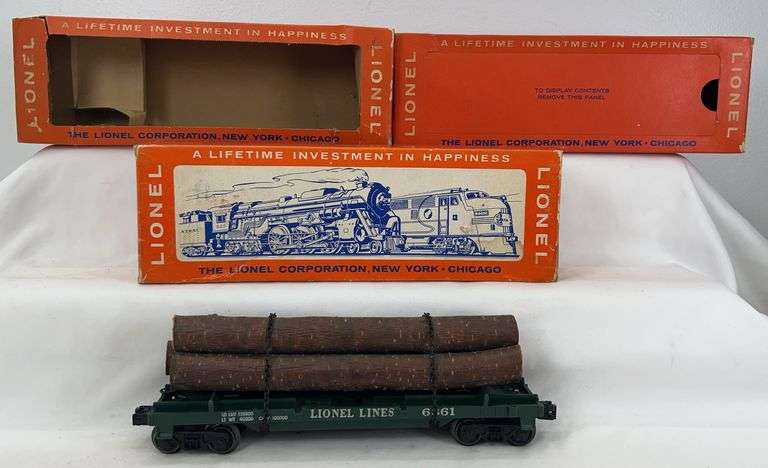 A LIFETIME INVESTMENT IN HAPPINESS
LIONEL
LIONEL
THE LIONEL CORPORATION, NEW YORK • CHICAGO
A LIFETIME INVESTMENT IN HAPPINESS
LIONEL
TO DISPLAY CONTENTS
REMOVE THIS PANEL
LIONEL
THE LIONEL CORPORATION, NEW YORK • CHICAGO
A LIFETIME INVESTMENT IN HAPPINESS
LIONEL
LIONEL
THE LIONEL CORPORATION, NEW YORK • CHICAGO
LIONEL LINES 6361